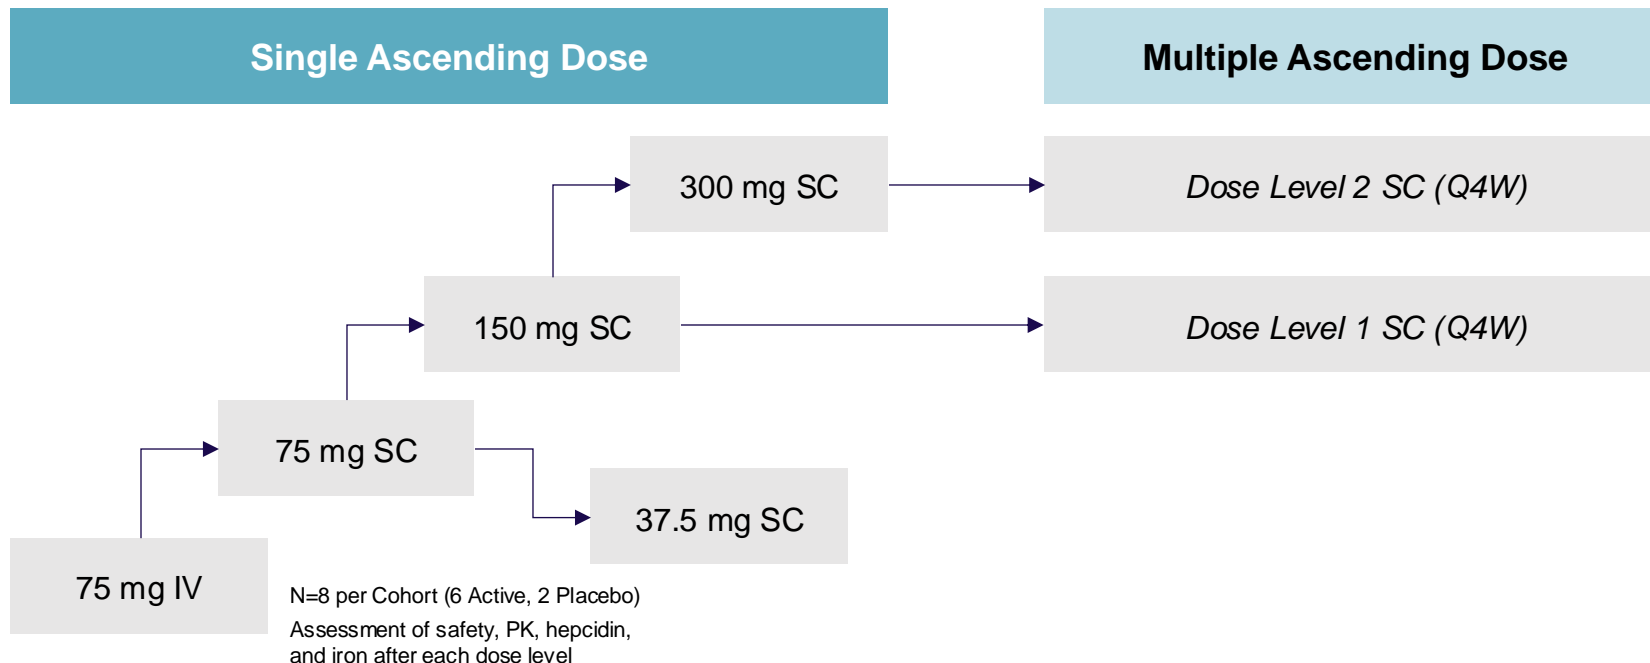 Single Ascending Dose
Multiple Ascending Dose
300 mg SC
Dose Level 2 SC (Q4W)
150 mg SC
Dose Level 1 SC (Q4W)
75 mg SC
37.5 mg SC
75 mg IV
N=8 per Cohort (6 Active, 2 Placebo)
Assessment of safety, PK, hepcidin,
and iron after each dose level